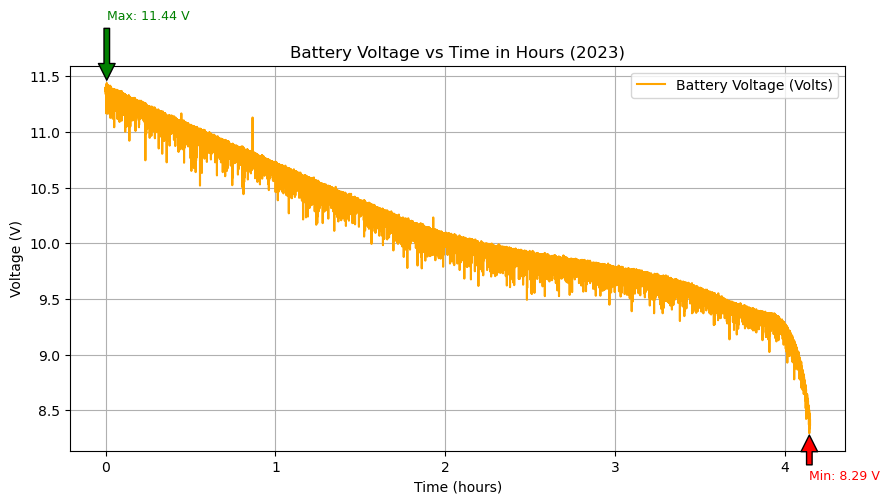 Max: 11.44 V
Battery Voltage vs Time in Hours (2023)
Battery Voltage (Volts)
11.5
11.0
10.5
10.0
9.5
9.0
8.5
Voltage (V)
0 1 2 3 4
Time (hours)
Min: 8.29 V